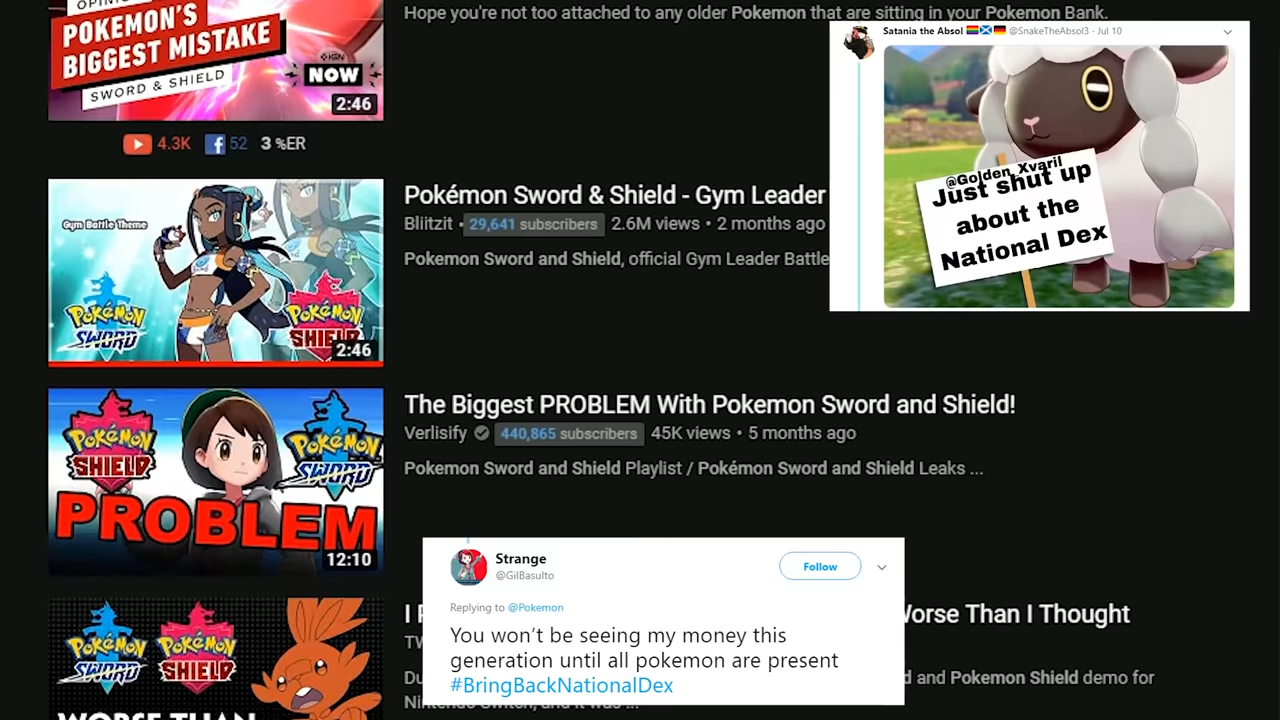 OPINION
POKEMON'S
BIGGEST MISTAKE
SWORD & SHIELD
IGN
NOW
2:46
Hope you're not too attached to any older Pokemon that are sitting in your Pokemon Bank.
4.3K 52 3 %ER
Satania the Absol @SnakeTheAbsol3 · Jul 10
@Golden_Xvaril
Just shut up
about the
National Dex
Gym Battle Theme
POKéMON
SWORD
POKéMON
SHIELD
2:46
Pokémon Sword & Shield - Gym Leader
Bliitzit • 29,641 subscribers 2.6M views • 2 months ago
Pokemon Sword and Shield, official Gym Leader Battle
POKéMON
SHIELD
POKéMON
SWORD
PROBLEM
12:10
The Biggest PROBLEM With Pokemon Sword and Shield!
Verlisify 440,865 subscribers 45K views • 5 months ago
Pokemon Sword and Shield Playlist / Pokémon Sword and Shield Leaks ...
POKéMON
SWORD
POKéMON
SHIELD
WORSE THAN
Worse Than I Thought
and Pokemon Shield demo for
Strange
@GilBasulto
Follow
Replying to @Pokemon
You won't be seeing my money this
generation until all pokemon are present
#BringBackNationalDex